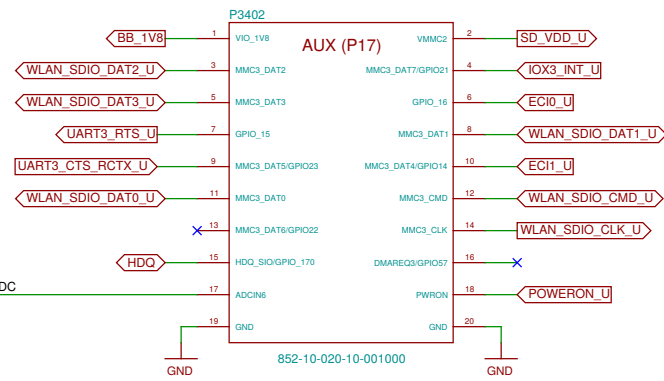 P3402
AUX (P17)
BB_1V8 1 VIO_1V8 VMMC2 2 SD_VDD_U
WLAN_SDIO_DAT2_U 3 MMC3_DAT2 MMC3_DAT7/GPIO21 4 IOX3_INT_U
WLAN_SDIO_DAT3_U 5 MMC3_DAT3 GPIO_16 6 ECI0_U
UART3_RTS_U 7 GPIO_15 MMC3_DAT1 8 WLAN_SDIO_DAT1_U
UART3_CTS_RCTX_U 9 MMC3_DAT5/GPIO23 MMC3_DAT4/GPIO14 10 ECI1_U
WLAN_SDIO_DAT0_U 11 MMC3_DAT0 MMC3_CMD 12 WLAN_SDIO_CMD_U
13 MMC3_DAT6/GPIO22 MMC3_CLK 14 WLAN_SDIO_CLK_U
HDQ 15 HDQ_SIO/GPIO_170 DMAREQ3/GPIO57 16
DC 17 ADCIN6 PWRON 18 POWERON_U
19 GND GND 20
852-10-020-10-001000
GND GND